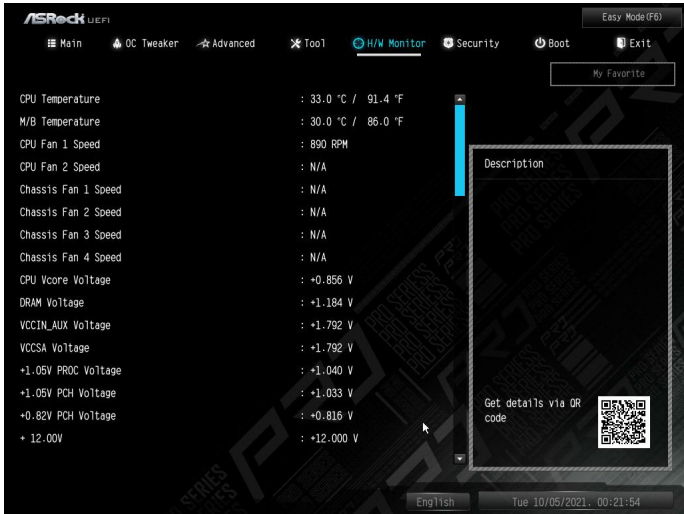 ASRock UEFI
Easy Mode(F6)
Main
OC Tweaker
Advanced
Tool
H/W Monitor
Security
Boot
Exit
My Favorite
CPU Temperature : 33.0 °C / 91.4 °F
M/B Temperature : 30.0 °C / 86.0 °F
CPU Fan 1 Speed : 890 RPM
CPU Fan 2 Speed : N/A
Chassis Fan 1 Speed : N/A
Chassis Fan 2 Speed : N/A
Chassis Fan 3 Speed : N/A
Chassis Fan 4 Speed : N/A
CPU Vcore Voltage : +0.856 V
DRAM Voltage : +1.184 V
VCCIN_AUX Voltage : +1.792 V
VCCSA Voltage : +1.792 V
+1.05V PROC Voltage : +1.040 V
+1.05V PCH Voltage : +1.033 V
+0.82V PCH Voltage : +0.816 V
+ 12.00V : +12.000 V
Description
Get details via QR
code
English
Tue 10/05/2021. 00:21:54